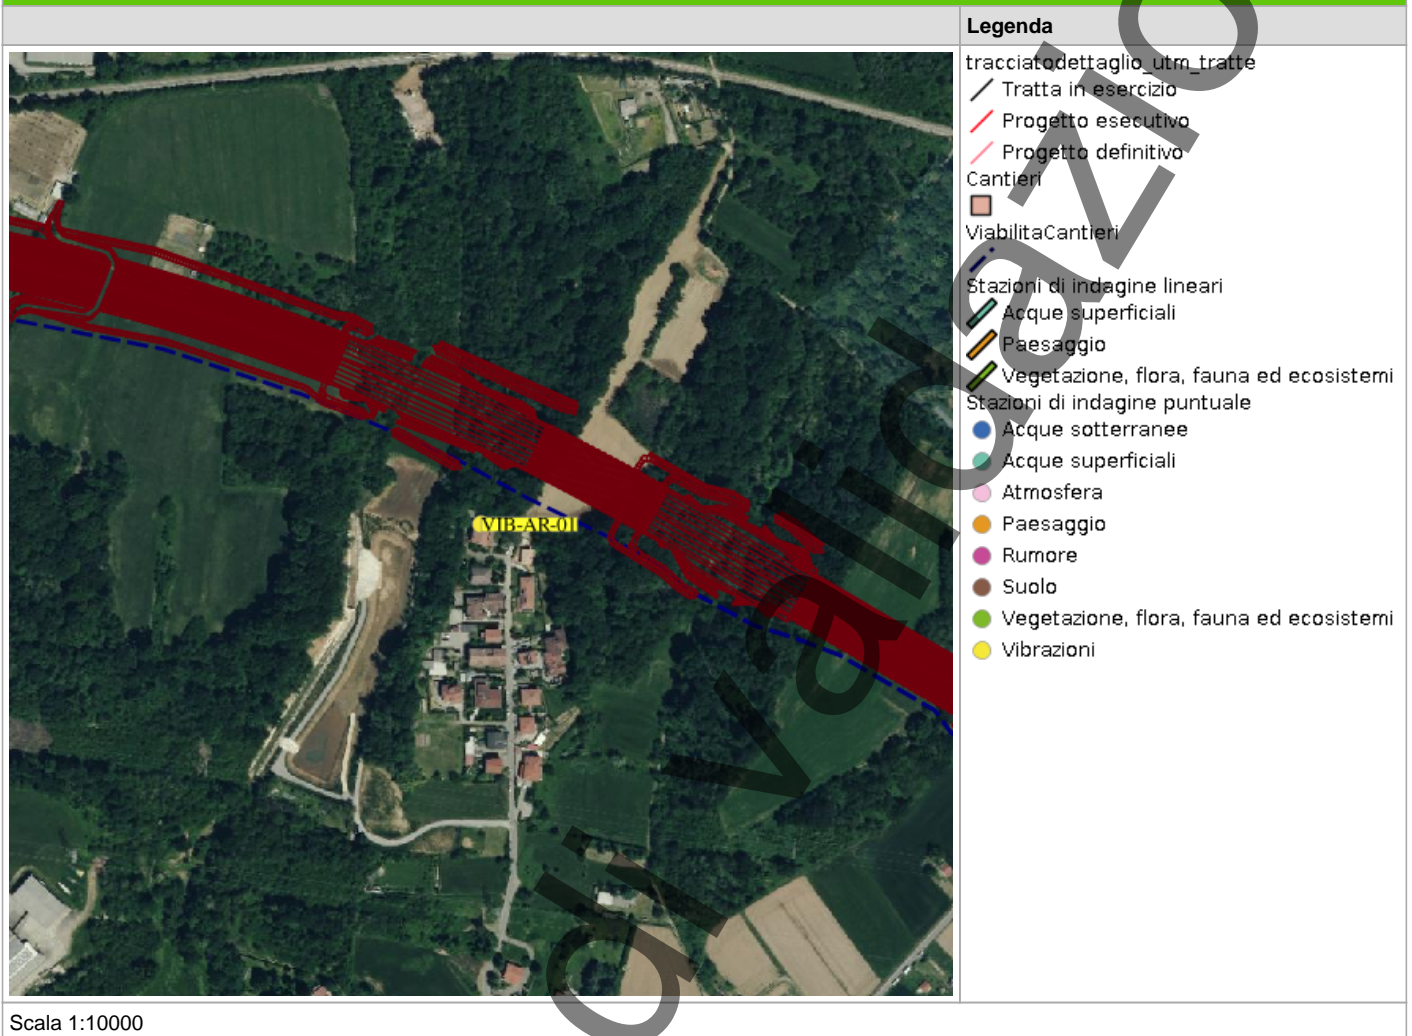 Legenda
tracciatodettaglio_utm_tratte
Tratta in esercizio
Progetto esecutivo
Progetto definitivo
Cantieri
ViabilitaCantieri
Stazioni di indagine lineari
Acque superficiali
Paesaggio
Vegetazione, flora, fauna ed ecosistemi
Stazioni di indagine puntuale
Acque sotterranee
Acque superficiali
Atmosfera
Paesaggio
Rumore
Suolo
Vegetazione, flora, fauna ed ecosistemi
Vibrazioni
VIB-AR-01
di validazio
Scala 1:10000